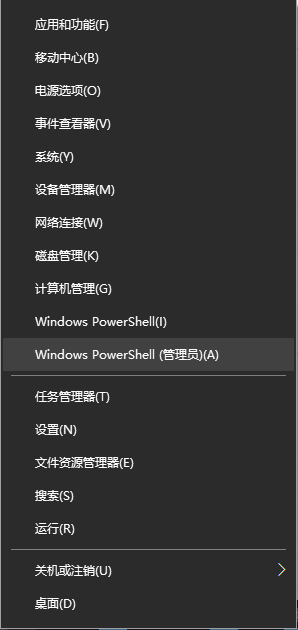 应用和功能(F)
移动中心(B)
电源选项(O)
事件查看器(V)
系统(Y)
设备管理器(M)
网络连接(W)
磁盘管理(K)
计算机管理(G)
Windows PowerShell(I)
Windows PowerShell (管理员)(A)
任务管理器(T)
设置(N)
文件资源管理器(E)
搜索(S)
运行(R)
关机或注销(U)
桌面(D)